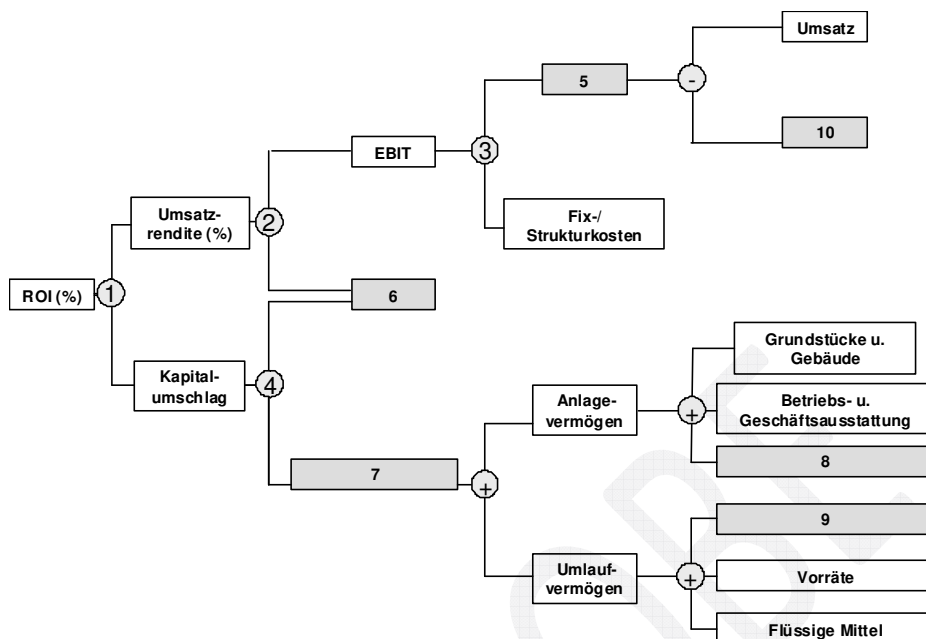 Umsatz
5
-
10
EBIT
3
Umsatz-
rendite (%)
2
Fix-/
Strukturkosten
ROI (%)
1
6
Kapital-
umschlag
4
Grundstücke u.
Gebäude
Anlage-
vermögen
+
Betriebs- u.
Geschäftsausstattung
7
+
8
9
Umlauf-
vermögen
+
Vorräte
Flüssige Mittel